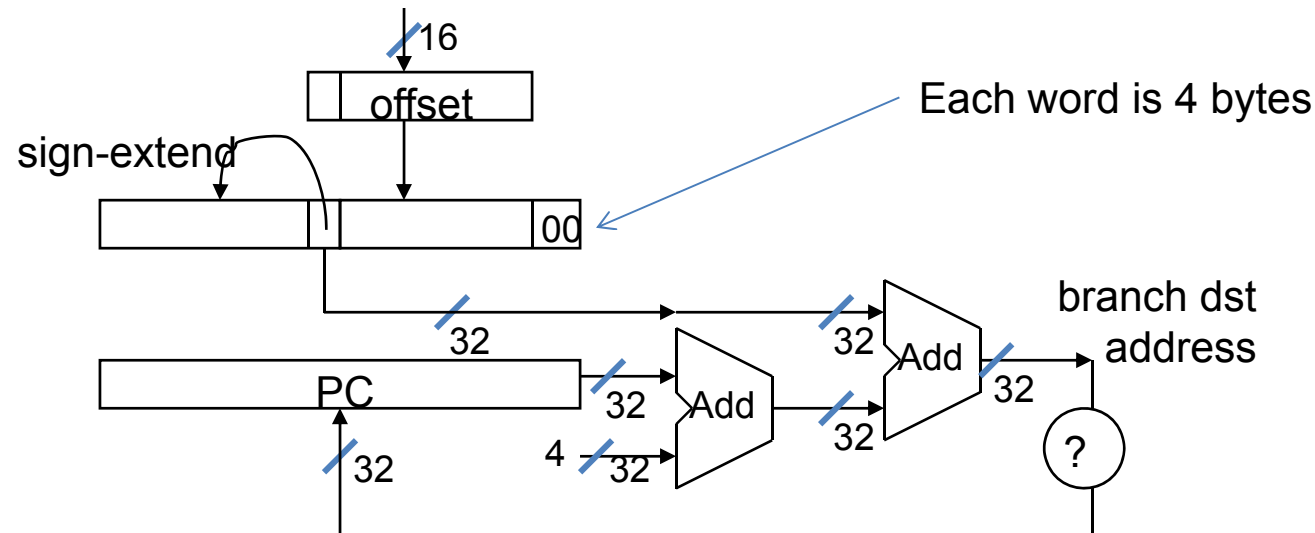 16
offset
Each word is 4 bytes
sign-extend
00
branch dst
address
32
32
Add
32
PC
32
Add
32
32
4
32
?